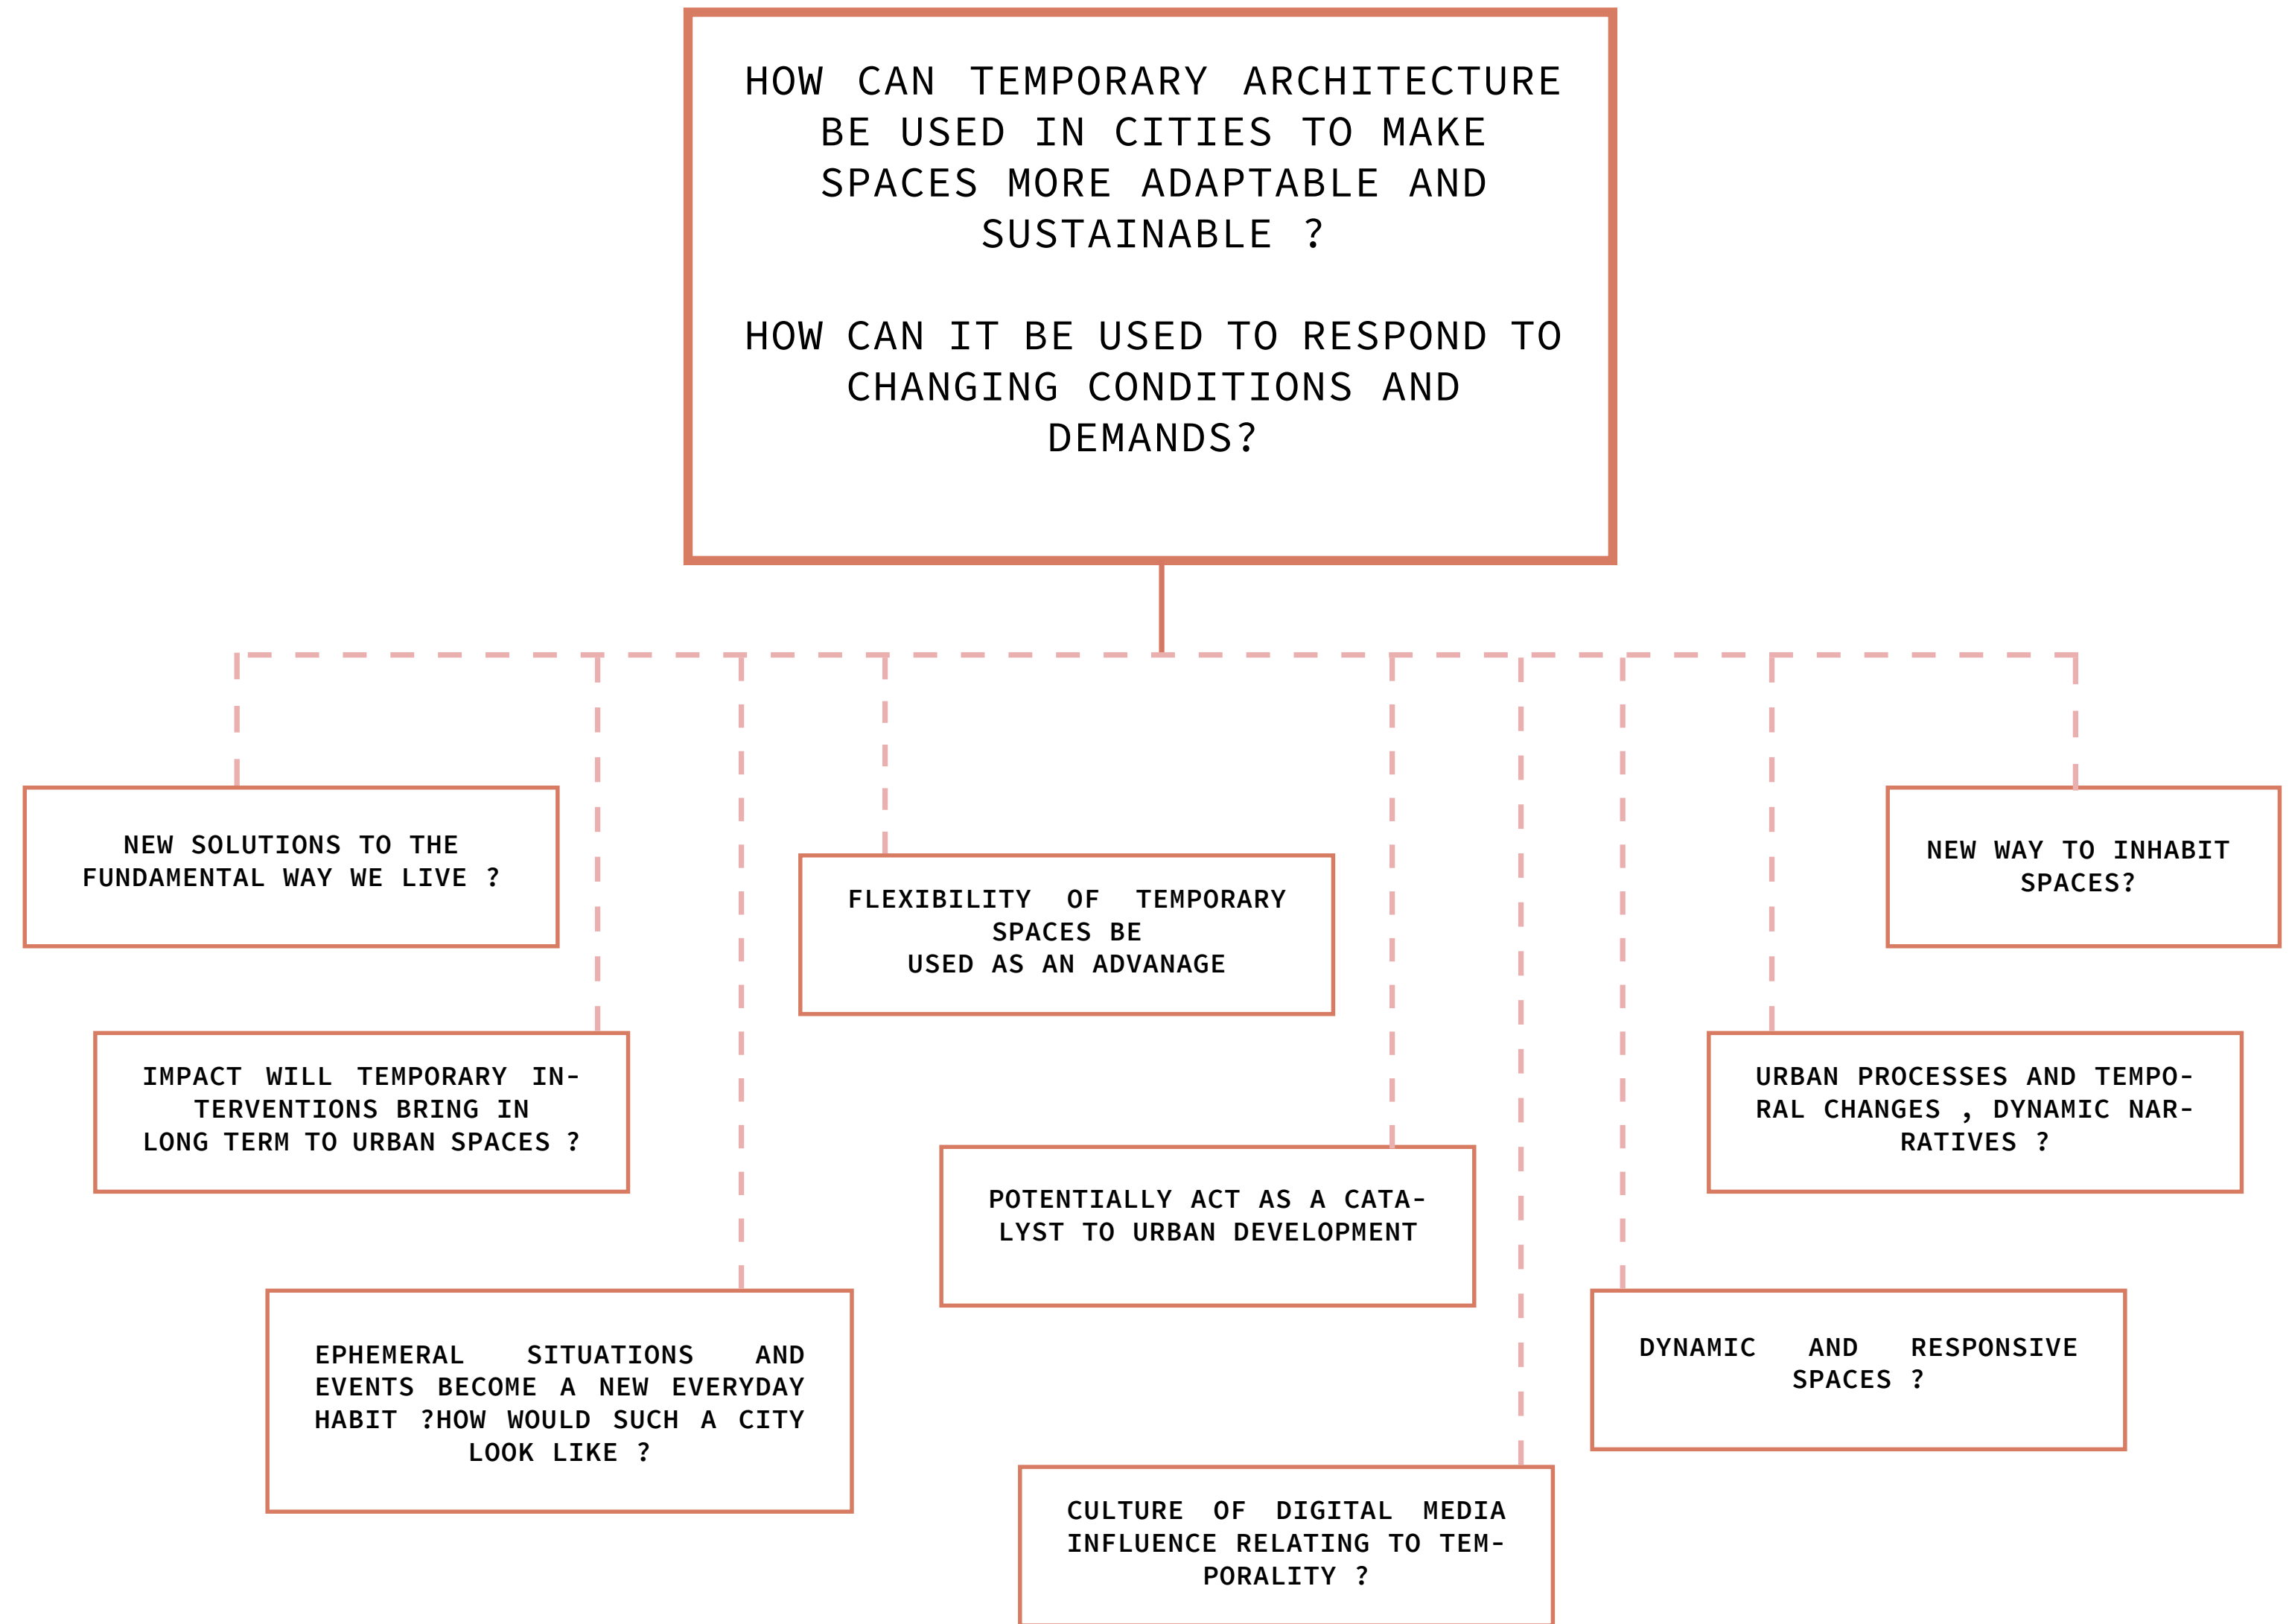 HOW CAN TEMPORARY ARCHITECTURE
BE USED IN CITIES TO MAKE
SPACES MORE ADAPTABLE AND
SUSTAINABLE ?
HOW CAN IT BE USED TO RESPOND TO
CHANGING CONDITIONS AND
DEMANDS?
NEW SOLUTIONS TO THE
FUNDAMENTAL WAY WE LIVE ?
FLEXIBILITY OF TEMPORARY
SPACES BE
USED AS AN ADVANAGE
NEW WAY TO INHABIT
SPACES?
IMPACT WILL TEMPORARY IN-
TERVENTIONS BRING IN
LONG TERM TO URBAN SPACES ?
POTENTIALLY ACT AS A CATA-
LYST TO URBAN DEVELOPMENT
URBAN PROCESSES AND TEMPO-
RAL CHANGES , DYNAMIC NAR-
RATIVES ?
EPHEMERAL SITUATIONS AND
EVENTS BECOME A NEW EVERYDAY
HABIT ?HOW WOULD SUCH A CITY
LOOK LIKE ?
DYNAMIC AND RESPONSIVE
SPACES ?
CULTURE OF DIGITAL MEDIA
INFLUENCE RELATING TO TEM-
PORALITY ?